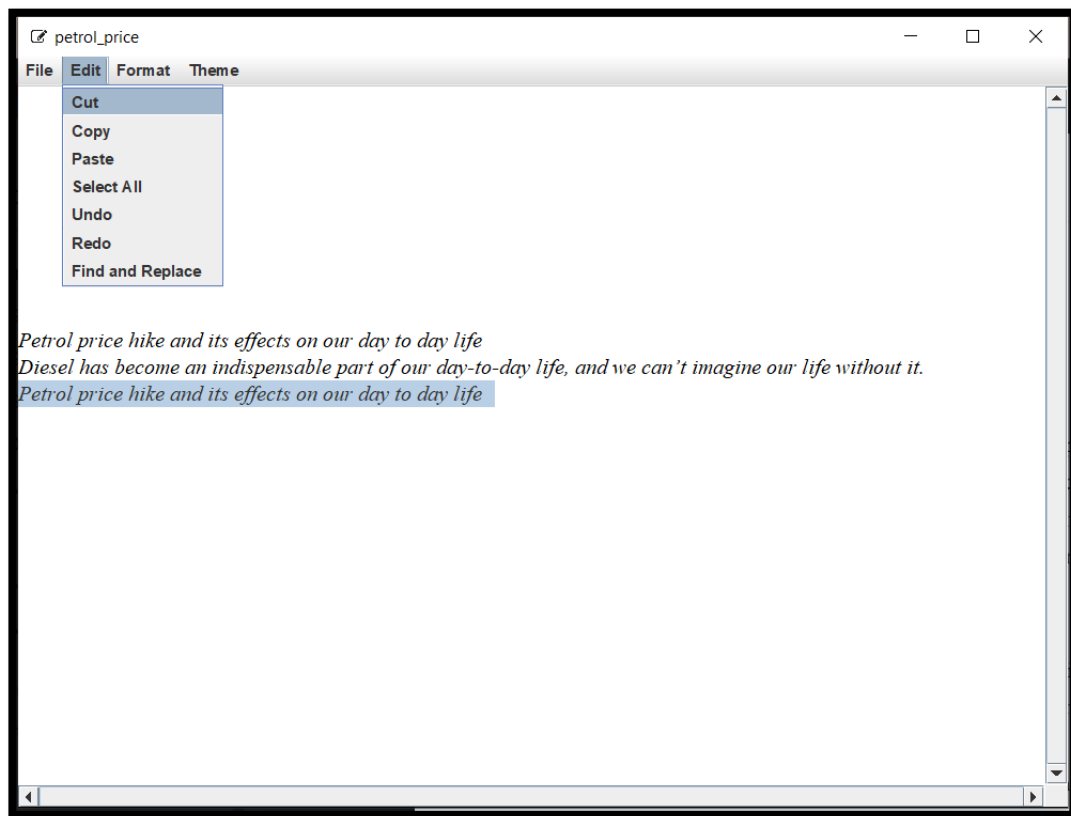 petrol_price
File Edit Format Theme
Cut
Copy
Paste
Select All
Undo
Redo
Find and Replace
Petrol price hike and its effects on our day to day life
Diesel has become an indispensable part of our day-to-day life, and we can’t imagine our life without it.
Petrol price hike and its effects on our day to day life